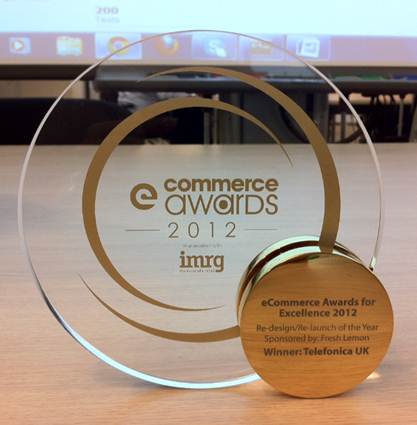 200
e commerce
awards
2012
imrg
eCommerce Awards for
Excellence 2012
Re-design/Re-launch of the Year
Sponsored by: Fresh Lemon
Winner: Telefonica UK